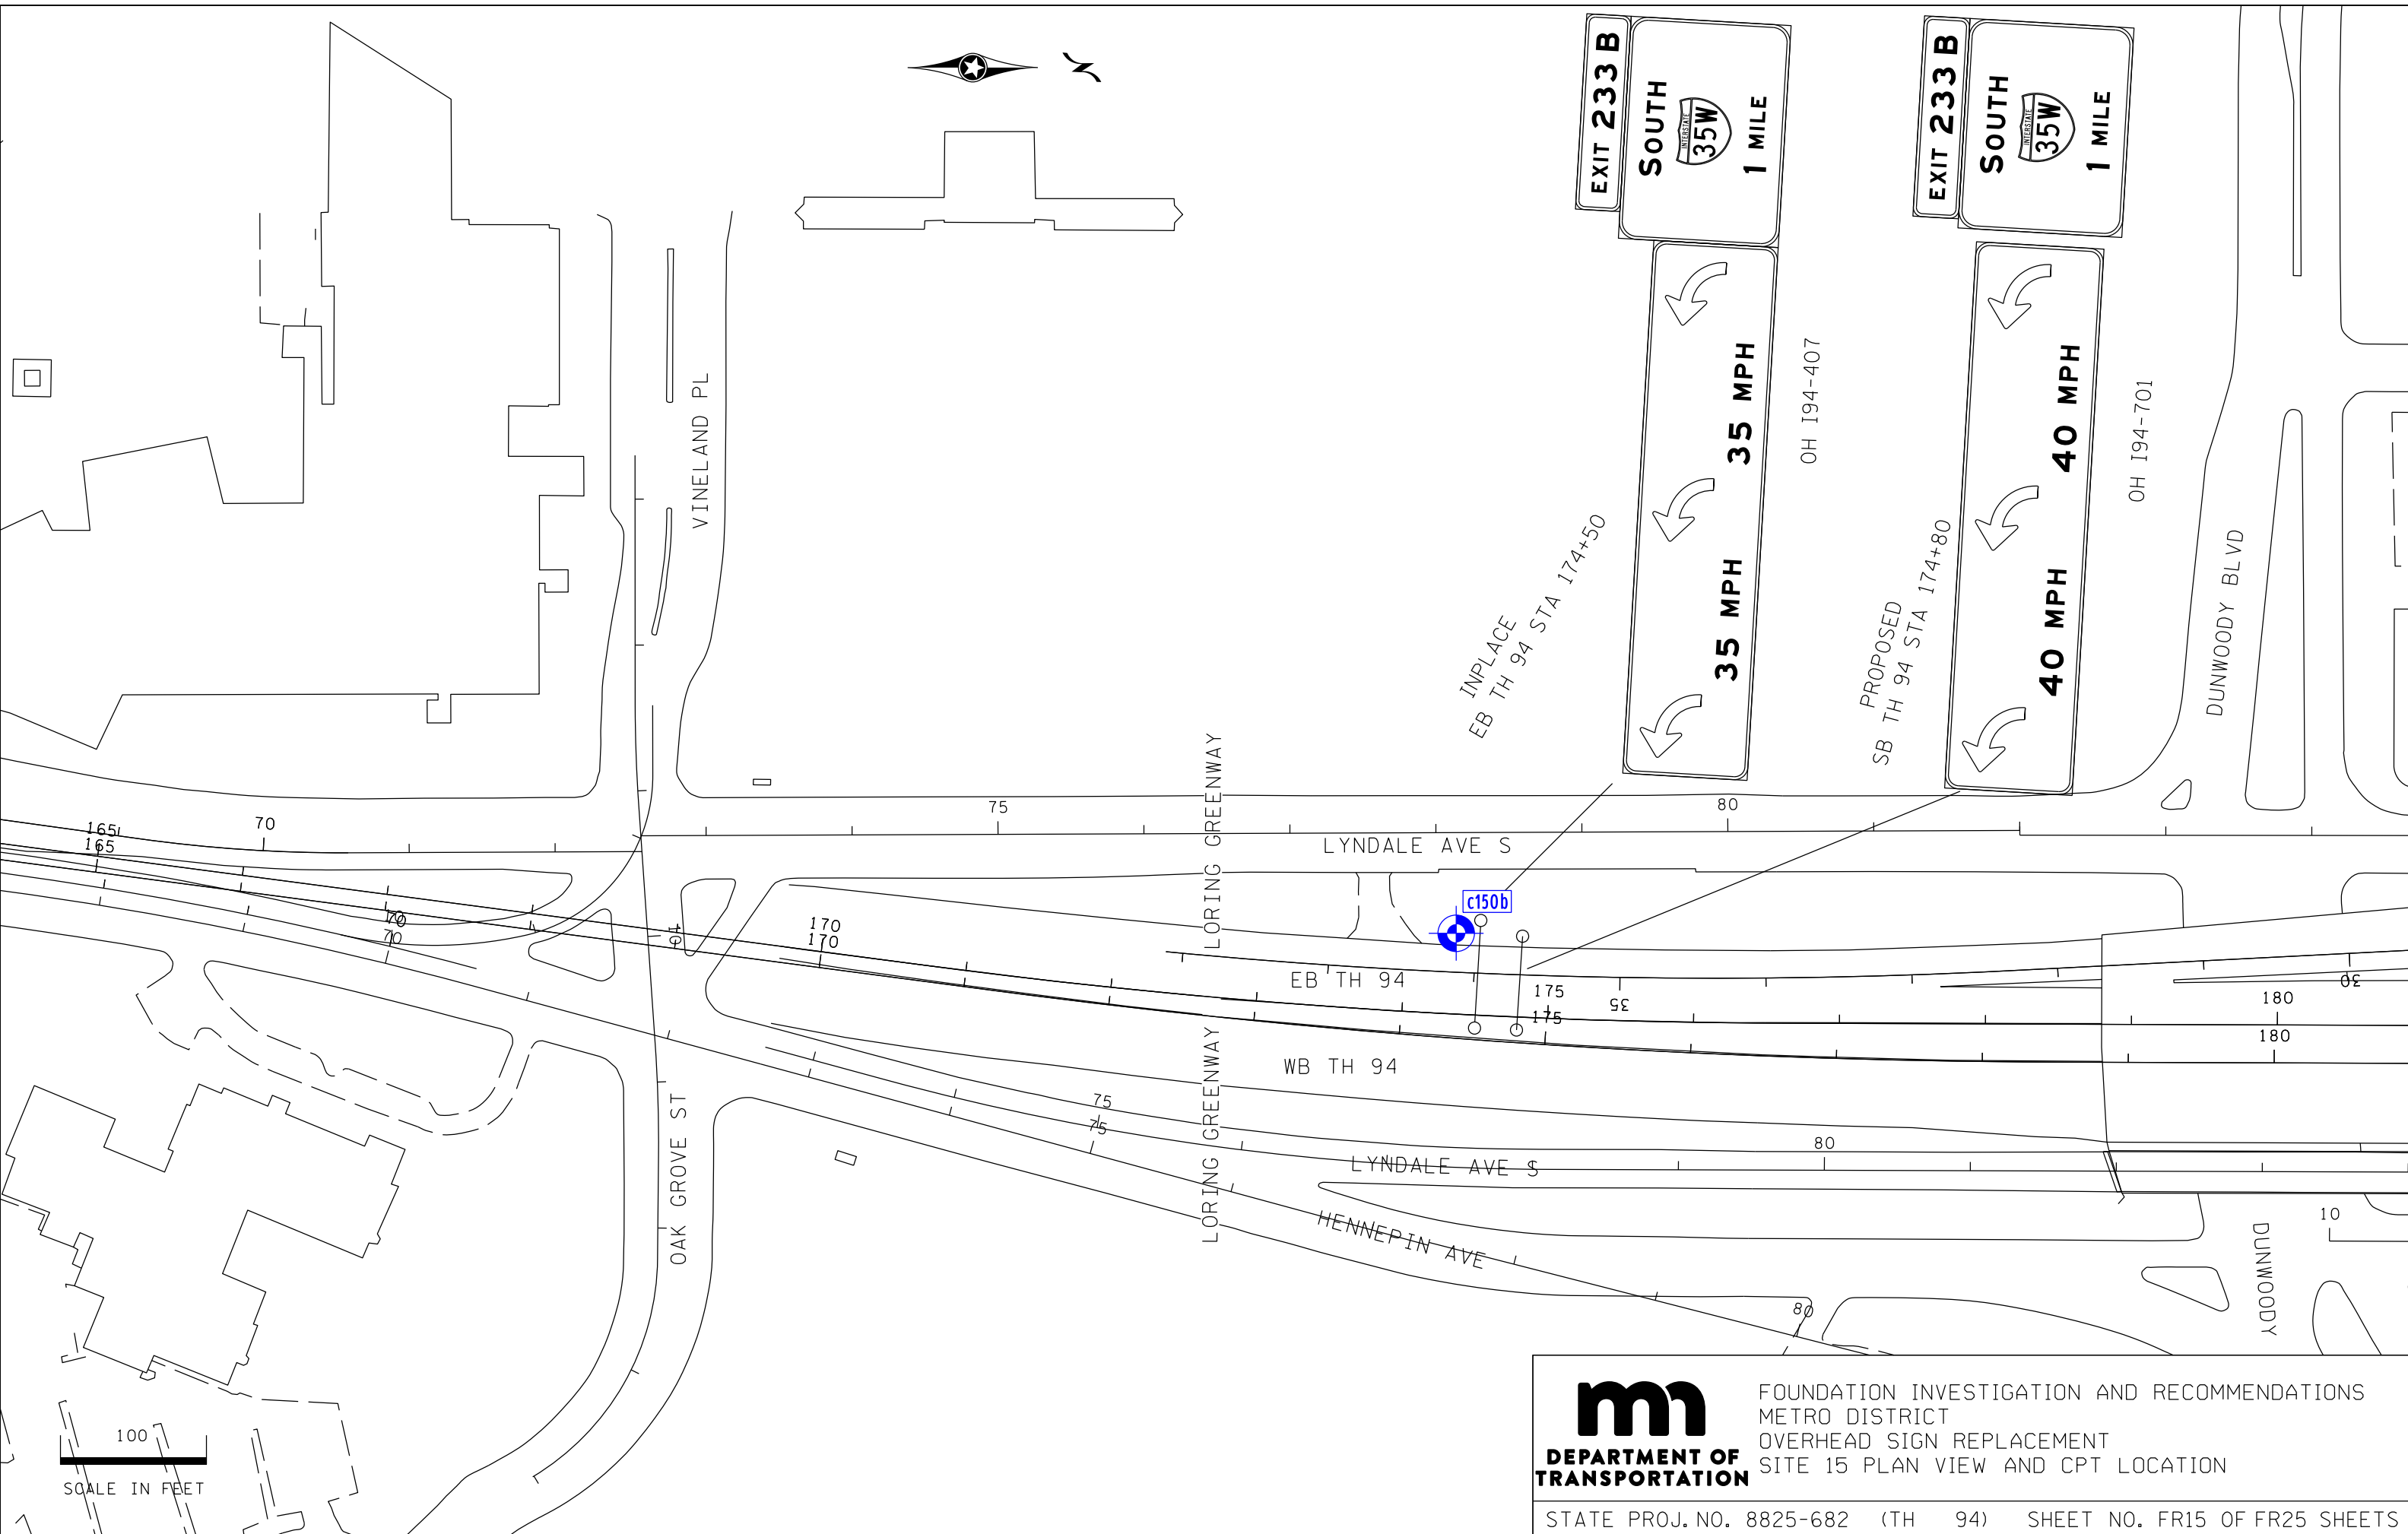 EXIT 233B
SOUTH
INTERSTATE
35W
1 MILE
35 MPH
35 MPH
OH I94-407
INPLACE
EB TH 94 STA 174+50
EXIT 233B
SOUTH
INTERSTATE
35W
1 MILE
40 MPH
40 MPH
OH I94-701
PROPOSED
SB TH 94 STA 174+80
DUNWOODY BLVD
VINELAND PL
LORING GREENWAY
75
80
LYNDALE AVE S
165
165
70
c150b
70
70
70
10
170
170
EB TH 94
175
175
35
30
180
180
WB TH 94
OAK GROVE ST
LORING GREENWAY
75
75
LYNDALE AVE S
80
HENNEPIN AVE
80
10
DUNWOODY
100
SCALE IN FEET
DEPARTMENT OF
TRANSPORTATION
FOUNDATION INVESTIGATION AND RECOMMENDATIONS
METRO DISTRICT
OVERHEAD SIGN REPLACEMENT
SITE 15 PLAN VIEW AND CPT LOCATION
STATE PROJ. NO. 8825-682 (TH 94) SHEET NO. FR15 OF FR25 SHEETS